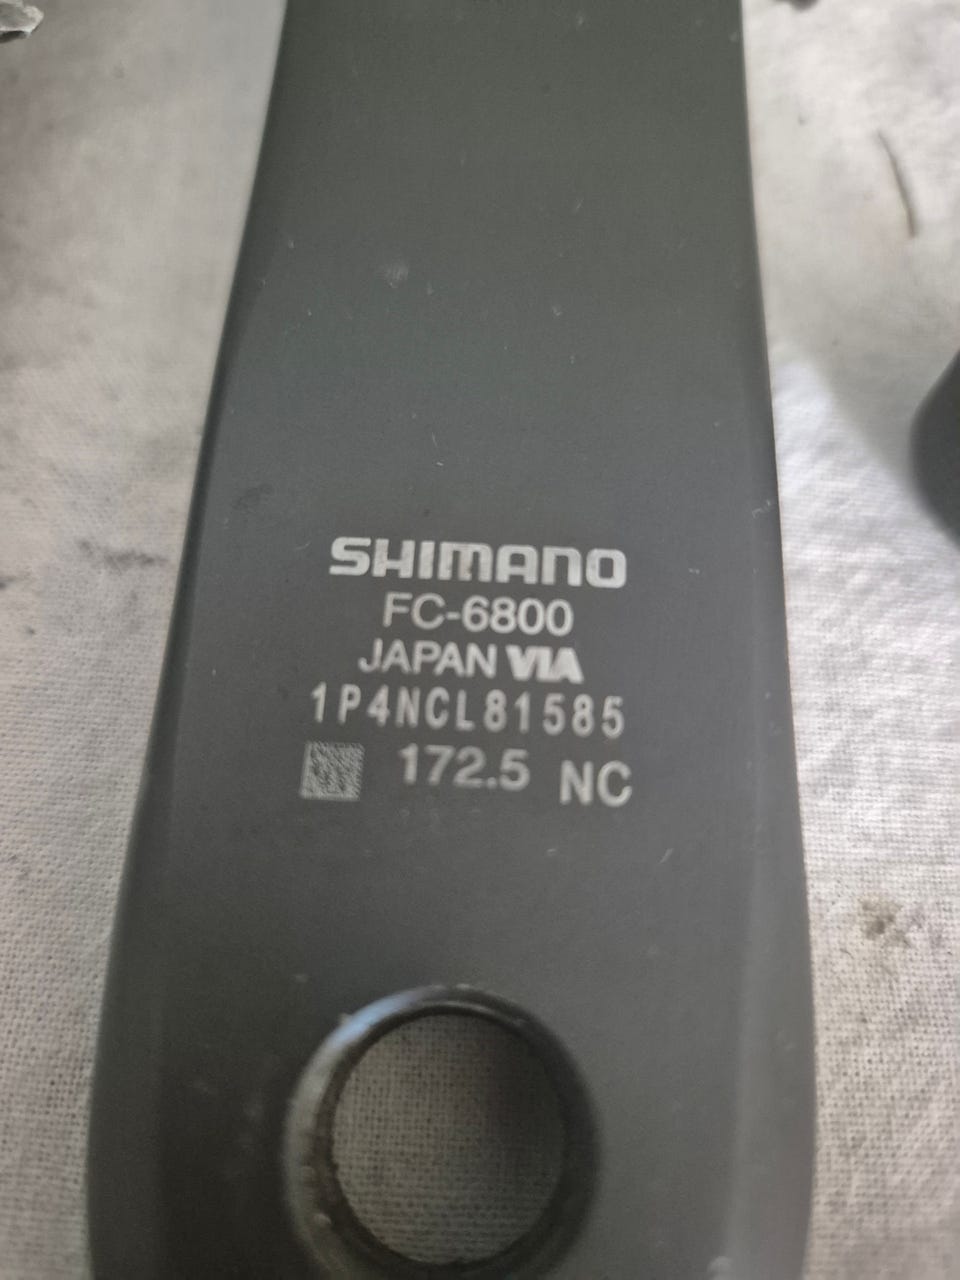 SHIMANO
FC-6800
JAPAN VIA
1P4NCL81585
172.5 NC